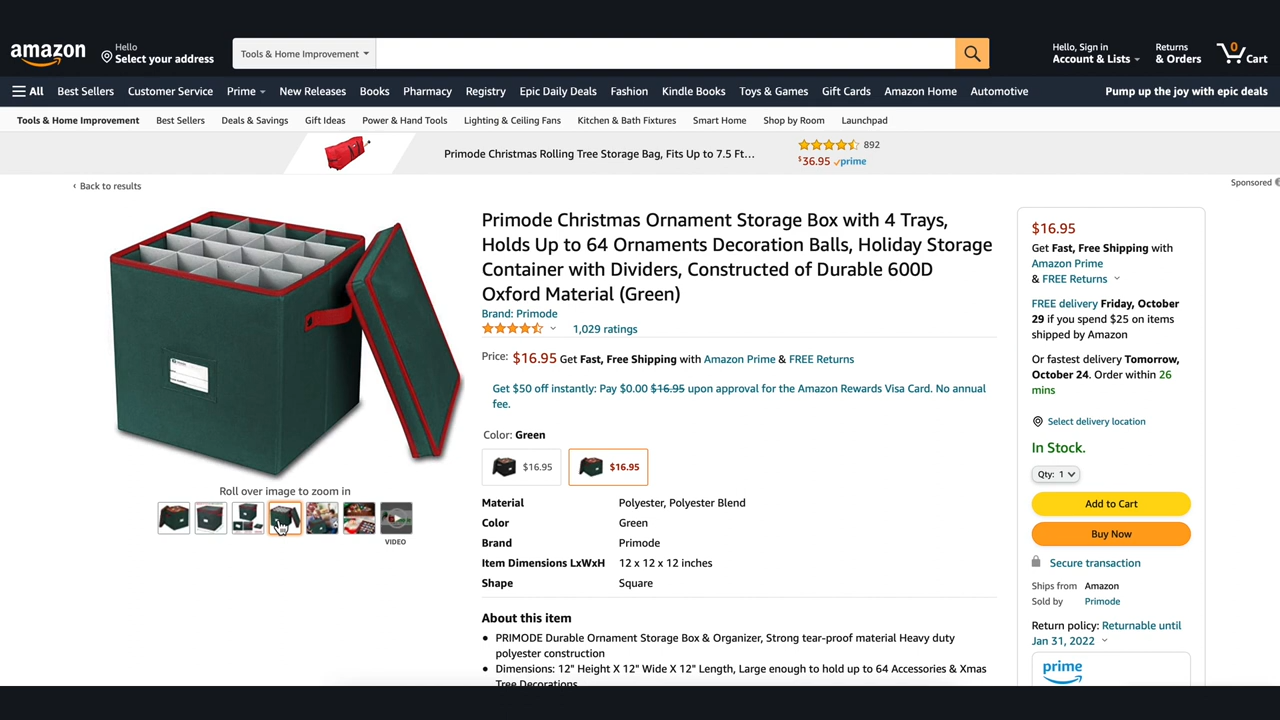 amazon
Hello
Select your address
Tools & Home Improvement
Hello, Sign in
Account & Lists
Returns
& Orders
0
Cart
All
Best Sellers
Customer Service
Prime
New Releases
Books
Pharmacy
Registry
Epic Daily Deals
Fashion
Kindle Books
Toys & Games
Gift Cards
Amazon Home
Automotive
Pump up the joy with epic deals
Tools & Home Improvement
Best Sellers
Deals & Savings
Gift Ideas
Power & Hand Tools
Lighting & Ceiling Fans
Kitchen & Bath Fixtures
Smart Home
Shop by Room
Launchpad
Primode Christmas Rolling Tree Storage Bag, Fits Up to 7.5 Ft...
892
$36.95 prime
Sponsored
‹ Back to results
Primode Christmas Ornament Storage Box with 4 Trays,
Holds Up to 64 Ornaments Decoration Balls, Holiday Storage
Container with Dividers, Constructed of Durable 600D
Oxford Material (Green)
Brand: Primode
1,029 ratings
Price: $16.95 Get Fast, Free Shipping with Amazon Prime & FREE Returns
Get $50 off instantly: Pay $0.00 $16.95 upon approval for the Amazon Rewards Visa Card. No annual
fee.
Color: Green
$16.95
$16.95
Material Polyester, Polyester Blend
Color Green
Brand Primode
Item Dimensions LxWxH 12 x 12 x 12 inches
Shape Square
About this item
• PRIMODE Durable Ornament Storage Box & Organizer, Strong tear-proof material Heavy duty
polyester construction
• Dimensions: 12" Height X 12" Wide X 12" Length, Large enough to hold up to 64 Accessories & Xmas
Tree Decorations
Roll over image to zoom in
VIDEO
$16.95
Get Fast, Free Shipping with
Amazon Prime
& FREE Returns
FREE delivery Friday, October
29 if you spend $25 on items
shipped by Amazon
Or fastest delivery Tomorrow,
October 24. Order within 26
mins
Select delivery location
In Stock.
Qty: 1
Add to Cart
Buy Now
Secure transaction
Ships from Amazon
Sold by Primode
Return policy: Returnable until
Jan 31, 2022
prime